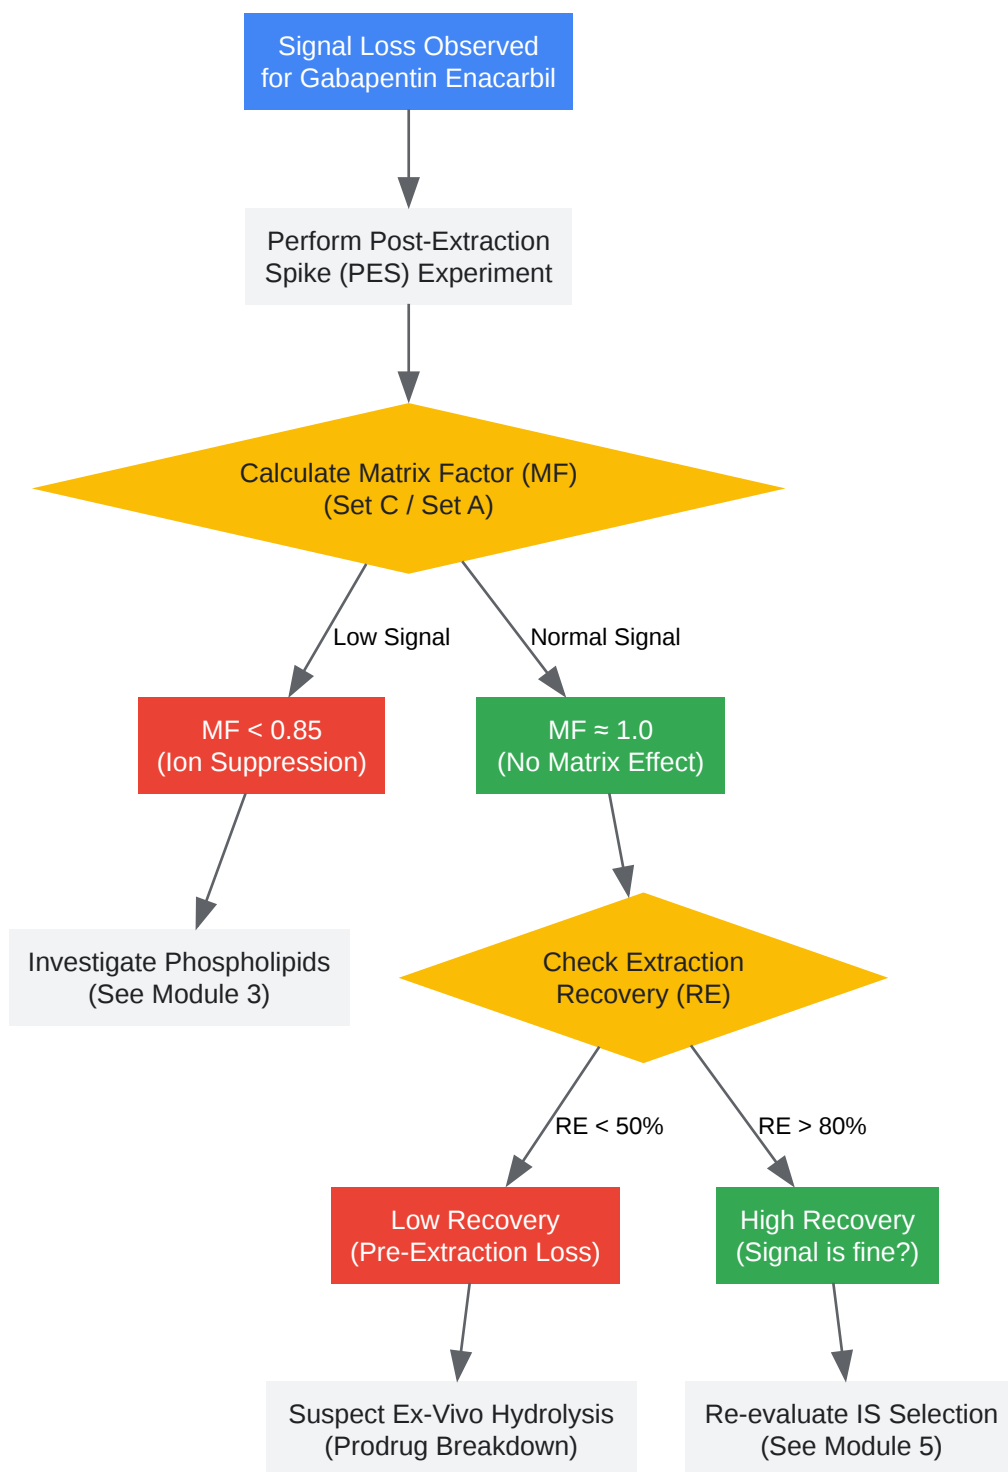 Signal Loss Observed
for Gabapentin Enacarbil
Perform Post-Extraction
Spike (PES) Experiment
Calculate Matrix Factor (MF)
(Set C / Set A)
Low Signal
Normal Signal
MF < 0.85
(Ion Suppression)
MF ≈ 1.0
(No Matrix Effect)
Investigate Phospholipids
(See Module 3)
Check Extraction
Recovery (RE)
RE < 50%
RE > 80%
Low Recovery
(Pre-Extraction Loss)
High Recovery
(Signal is fine?)
Suspect Ex-Vivo Hydrolysis
(Prodrug Breakdown)
Re-evaluate IS Selection
(See Module 5)